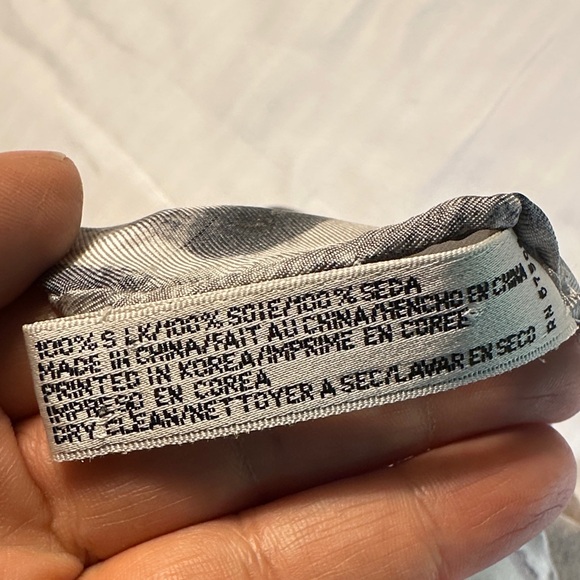 100% S LK/100% SOIE/100% SEDA
MADE IN CHINA/FAIT AU CHINA/HENCHO EN CHINA
PRINTED IN KOREA/IMPRIME EN COREE
IMPRESO EN COREA
DRY CLEAN/NETTOYER A SEC/LAVAR EN SECO
RN